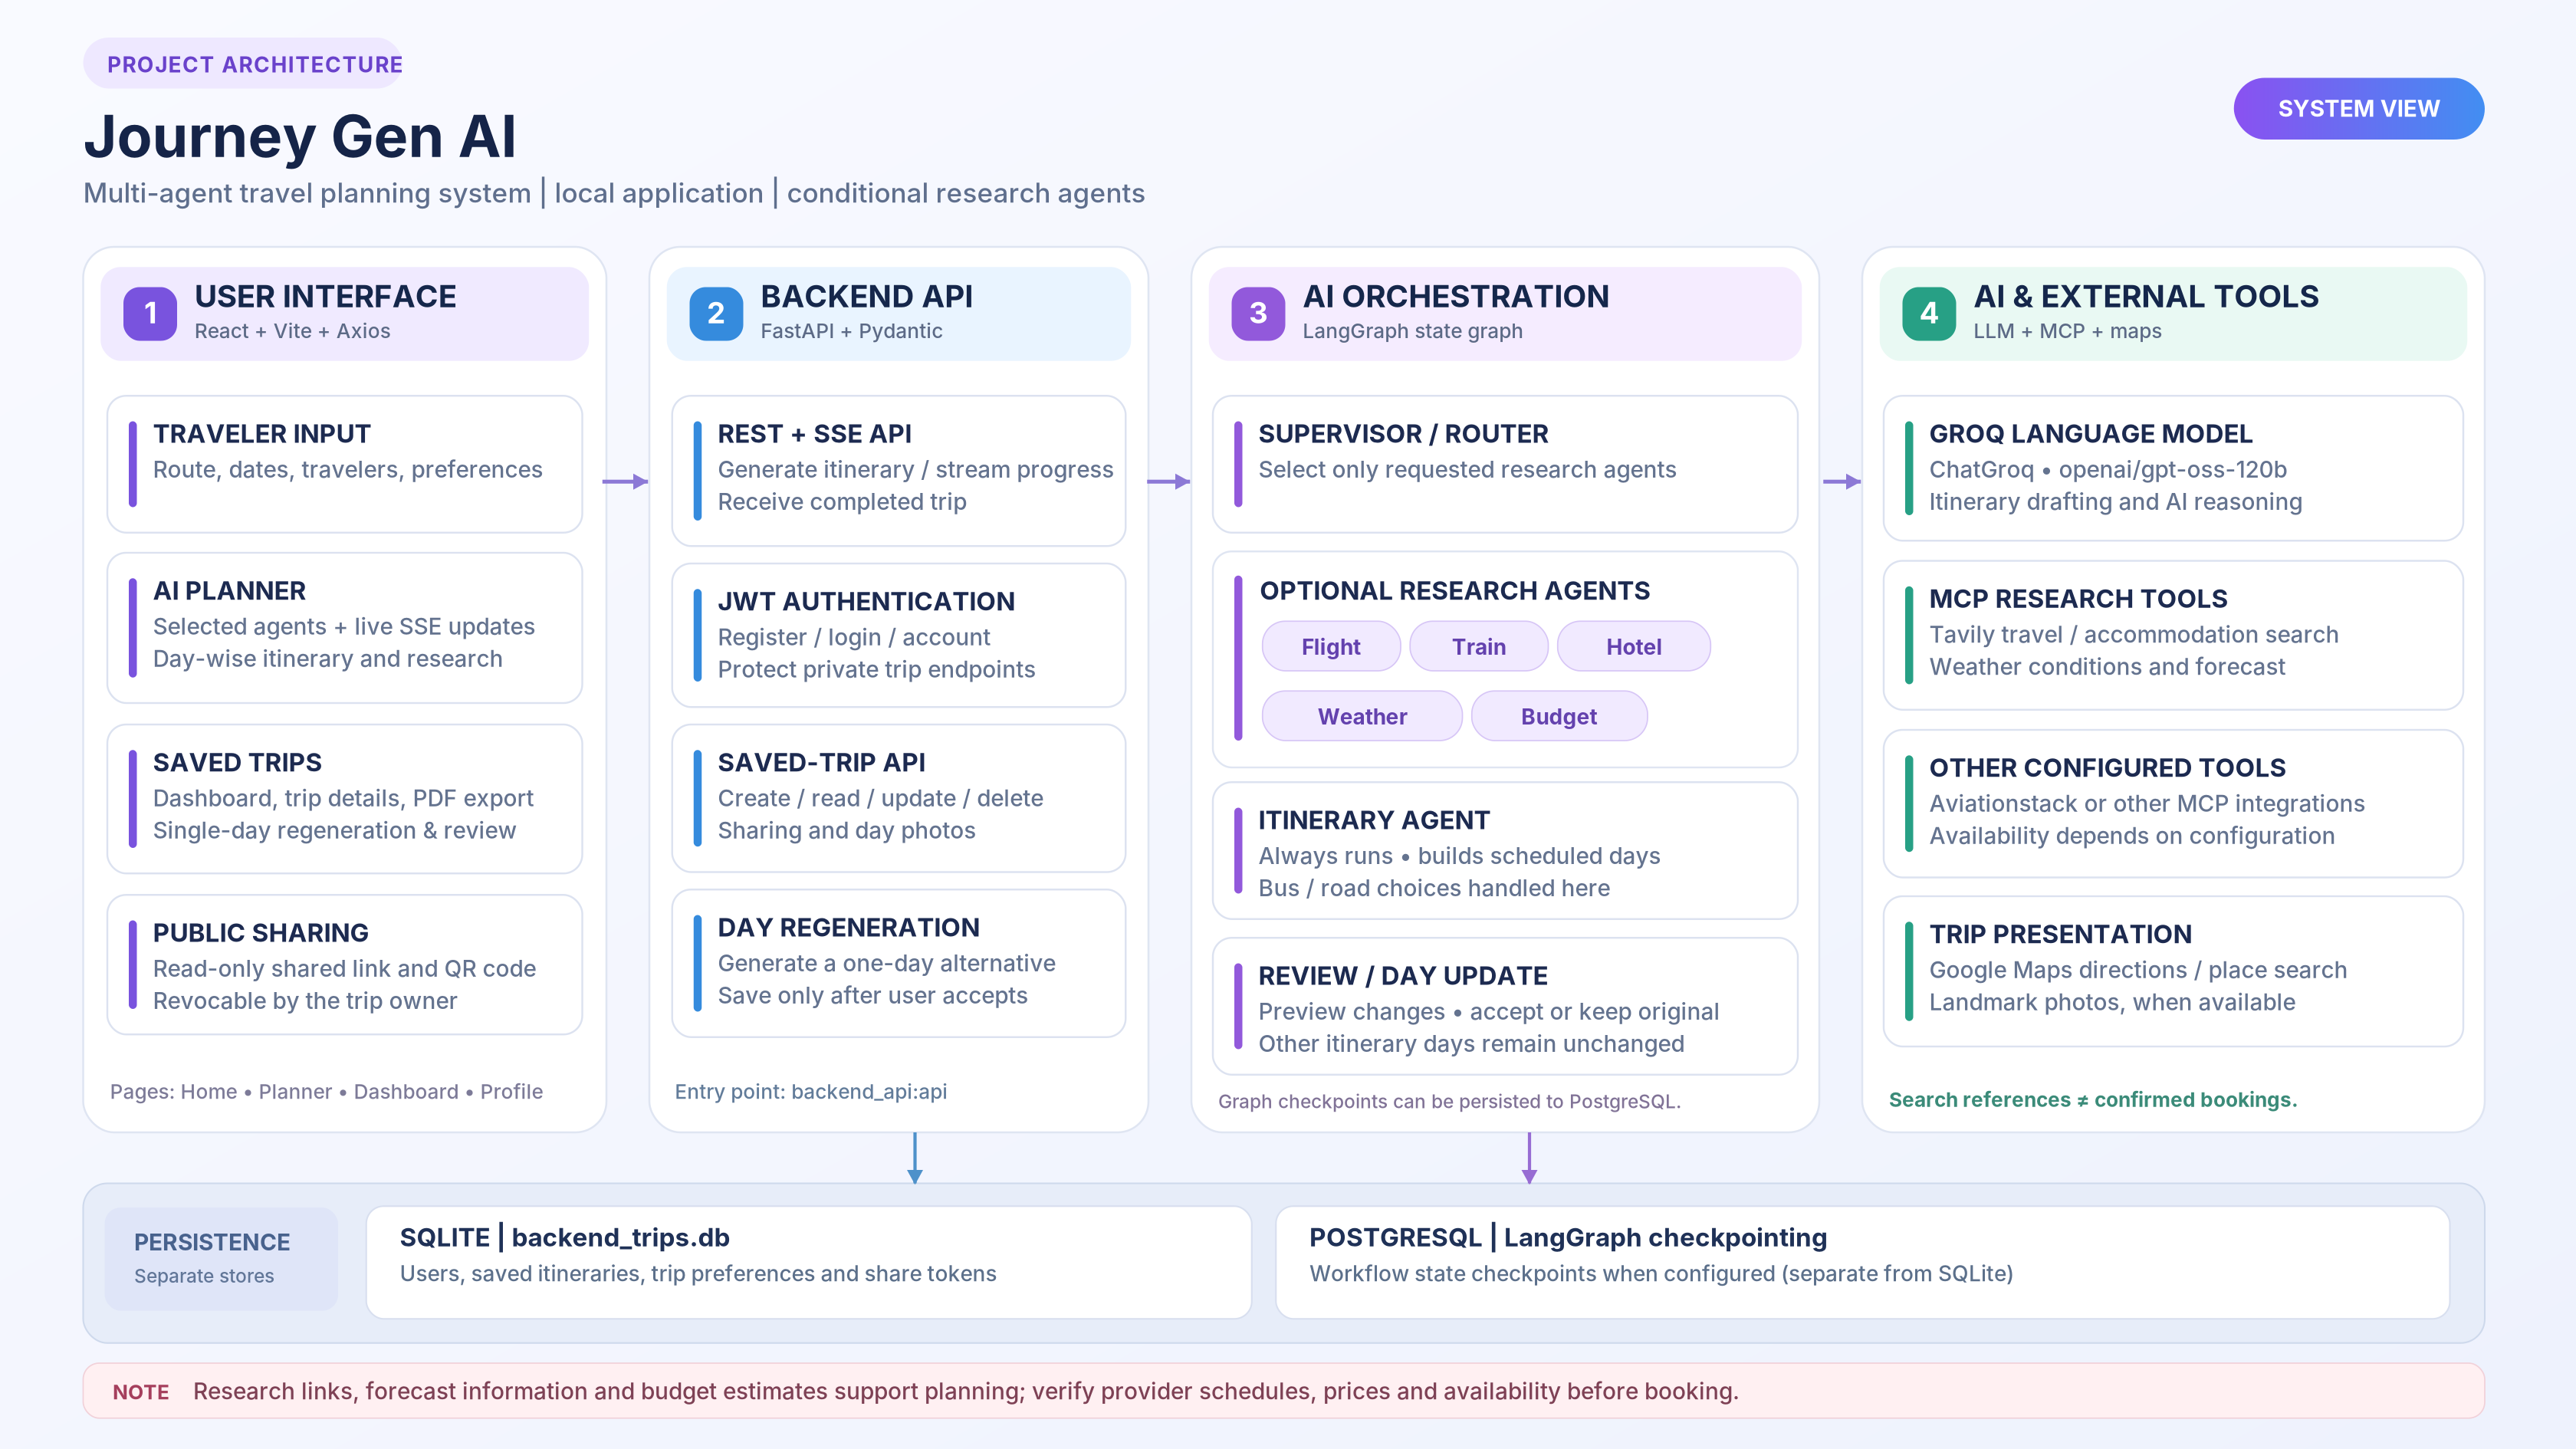 PROJECT ARCHITECTURE
Journey Gen AI
Multi-agent travel planning system | local application | conditional research agents
SYSTEM VIEW
1
USER INTERFACE
React + Vite + Axios
TRAVELER INPUT
Route, dates, travelers, preferences
AI PLANNER
Selected agents + live SSE updates
Day-wise itinerary and research
SAVED TRIPS
Dashboard, trip details, PDF export
Single-day regeneration & review
PUBLIC SHARING
Read-only shared link and QR code
Revocable by the trip owner
Pages: Home • Planner • Dashboard • Profile
2
BACKEND API
FastAPI + Pydantic
REST + SSE API
Generate itinerary / stream progress
Receive completed trip
JWT AUTHENTICATION
Register / login / account
Protect private trip endpoints
SAVED-TRIP API
Create / read / update / delete
Sharing and day photos
DAY REGENERATION
Generate a one-day alternative
Save only after user accepts
Entry point: backend_api:api
3
AI ORCHESTRATION
LangGraph state graph
SUPERVISOR / ROUTER
Select only requested research agents
OPTIONAL RESEARCH AGENTS
Flight
Train
Hotel
Weather
Budget
ITINERARY AGENT
Always runs • builds scheduled days
Bus / road choices handled here
REVIEW / DAY UPDATE
Preview changes • accept or keep original
Other itinerary days remain unchanged
Graph checkpoints can be persisted to PostgreSQL.
4
AI & EXTERNAL TOOLS
LLM + MCP + maps
GROQ LANGUAGE MODEL
ChatGroq • openai/gpt-oss-120b
Itinerary drafting and AI reasoning
MCP RESEARCH TOOLS
Tavily travel / accommodation search
Weather conditions and forecast
OTHER CONFIGURED TOOLS
Aviationstack or other MCP integrations
Availability depends on configuration
TRIP PRESENTATION
Google Maps directions / place search
Landmark photos, when available
Search references ≠ confirmed bookings.
PERSISTENCE
Separate stores
SQLITE | backend_trips.db
Users, saved itineraries, trip preferences and share tokens
POSTGRESQL | LangGraph checkpointing
Workflow state checkpoints when configured (separate from SQLite)
NOTE Research links, forecast information and budget estimates support planning; verify provider schedules, prices and availability before booking.